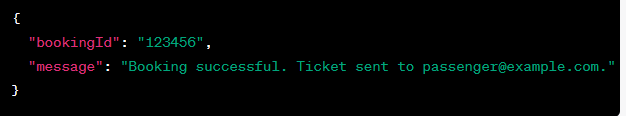 {
"bookingId": "123456",
"message": "Booking successful. Ticket sent to passenger@example.com."
}